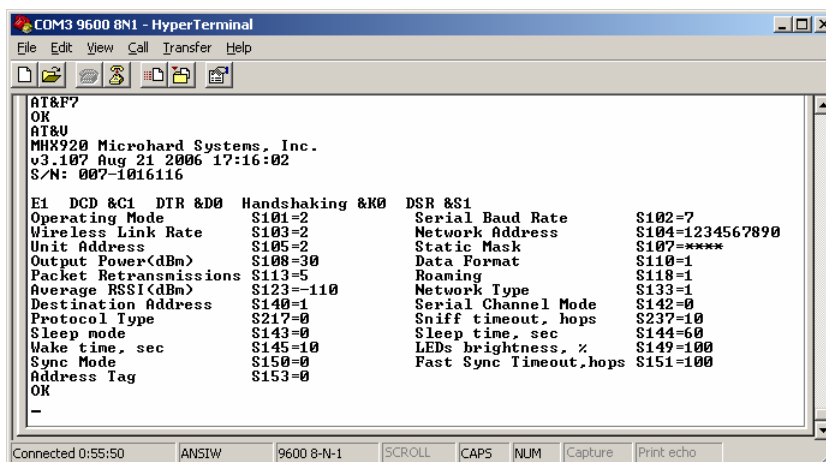 COM3 9600 8N1 - HyperTerminal
File Edit View Call Transfer Help
AT&F7
OK
AT&V
MHX920 Microhard Systems, Inc.
v3.107 Aug 21 2006 17:16:02
S/N: 007-1016116
E1 DCD &C1 DTR &D0 Handshaking &K0 DSR &S1
Operating Mode S101=2 Serial Baud Rate S102=7
Wireless Link Rate S103=2 Network Address S104=1234567890
Unit Address S105=2 Static Mask S107=****
Output Power(dBm) S108=30 Data Format S110=1
Packet Retransmissions S113=5 Roaming S118=1
Average RSSI(dBm) S123=-110 Network Type S133=1
Destination Address S140=1 Serial Channel Mode S142=0
Protocol Type S217=0 Sniff timeout, hops S237=10
Sleep mode S143=0 Sleep time, sec S144=60
Wake time, sec S145=10 LEDs brightness, % S149=100
Sync Mode S150=0 Fast Sync Timeout,hops S151=100
Address Tag S153=0
OK
_
Connected 0:55:50 ANSIW 9600 8-N-1 SCROLL CAPS NUM Capture Print echo